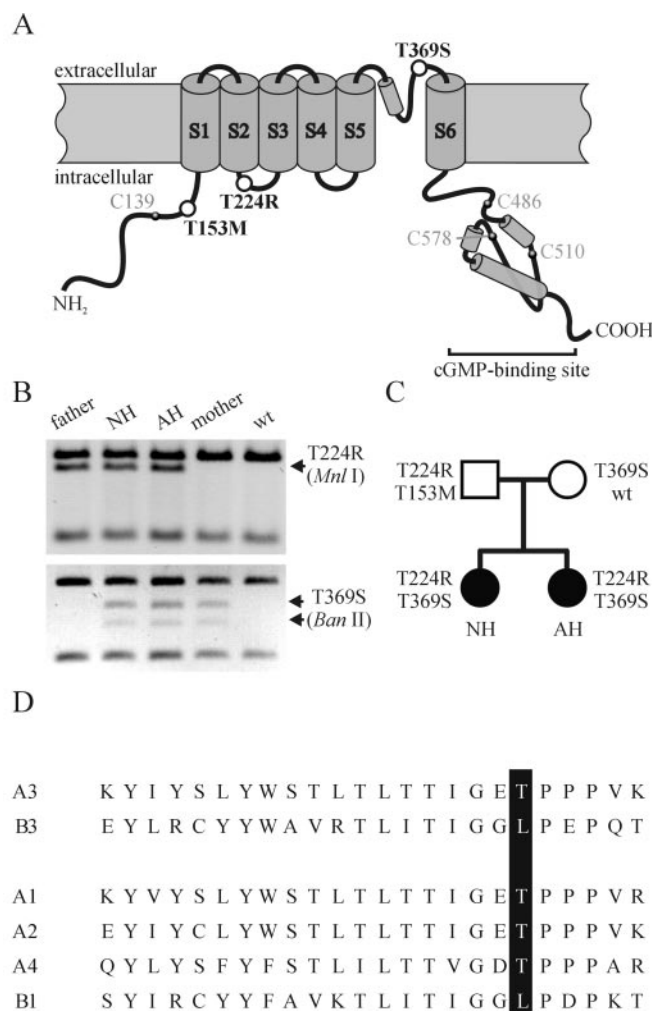 A
extracellular
T369S
S1 S2 S3 S4 S5 S6
intracellular
C139
T224R
T153M
C486
C578
C510
NH2
COOH
cGMP-binding site
B
father NH AH mother wt
T224R
(Mnl I)
T369S
(Ban II)
C
T224R
T153M
T369S
wt
T224R
T369S
T224R
T369S
NH AH
D
A3 K Y I Y S L Y W S T L T L T T I G E T P P P V K
B3 E Y L R C Y Y W A V R T L I T I G G L P E P Q T
A1 K Y V Y S L Y W S T L T L T T I G E T P P P V R
A2 E Y I Y C L Y W S T L T L T T I G E T P P P V K
A4 Q Y L Y S F Y F S T L I L T T V G D T P P P A R
B1 S Y I R C Y Y F A V K T L I T I G G L P D P K T